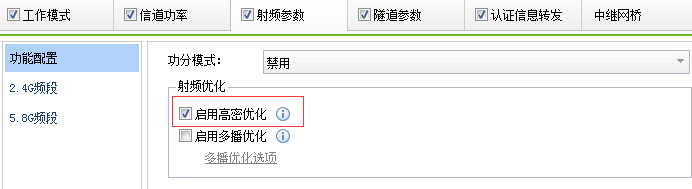 工作模式 信道功率 射频参数 隧道参数 认证信息转发 中继网桥
功能配置
2.4G频段
5.8G频段
功分模式: 禁用
射频优化
启用高密优化
启用多播优化
多播优化选项